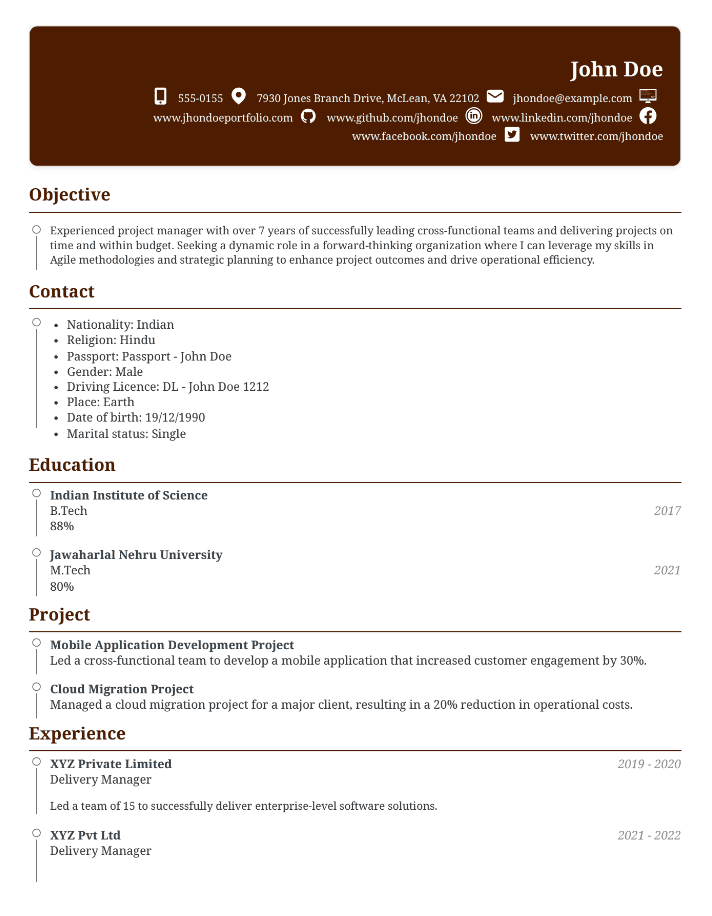 John Doe
555-0155 7930 Jones Branch Drive, McLean, VA 22102 jhondoe@example.com
www.jhondoeportfolio.com www.github.com/jhondoe www.linkedin.com/jhondoe
www.facebook.com/jhondoe www.twitter.com/jhondoe
Objective
Experienced project manager with over 7 years of successfully leading cross-functional teams and delivering projects on
time and within budget. Seeking a dynamic role in a forward-thinking organization where I can leverage my skills in
Agile methodologies and strategic planning to enhance project outcomes and drive operational efficiency.
Contact
• Nationality: Indian
• Religion: Hindu
• Passport: Passport - John Doe
• Gender: Male
• Driving Licence: DL - John Doe 1212
• Place: Earth
• Date of birth: 19/12/1990
• Marital status: Single
Education
Indian Institute of Science
B.Tech 2017
88%
Jawaharlal Nehru University
M.Tech 2021
80%
Project
Mobile Application Development Project
Led a cross-functional team to develop a mobile application that increased customer engagement by 30%.
Cloud Migration Project
Managed a cloud migration project for a major client, resulting in a 20% reduction in operational costs.
Experience
XYZ Private Limited 2019 - 2020
Delivery Manager
Led a team of 15 to successfully deliver enterprise-level software solutions.
XYZ Pvt Ltd 2021 - 2022
Delivery Manager